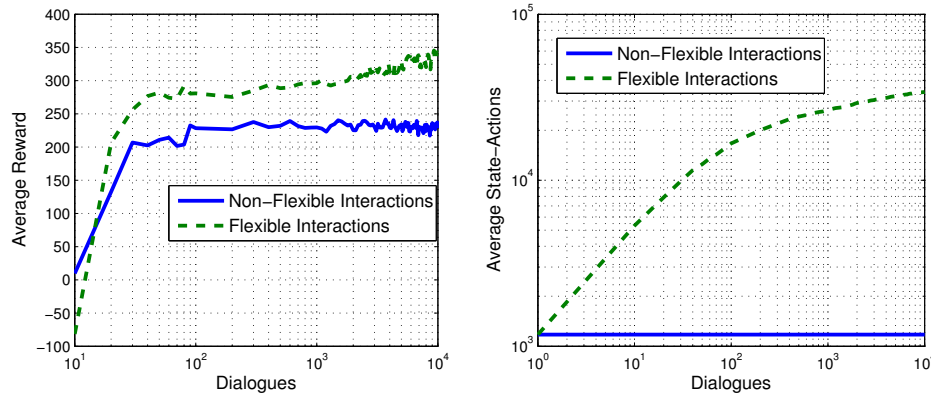 400
350
300
250
200
150
100
50
0
−50
−100
Average Reward
10^1
10^2
10^3
10^4
Dialogues
Non−Flexible Interactions
Flexible Interactions
10^5
10^4
10^3
Average State−Actions
10^0
10^1
10^2
10^3
10^4
Dialogues
Non−Flexible Interactions
Flexible Interactions